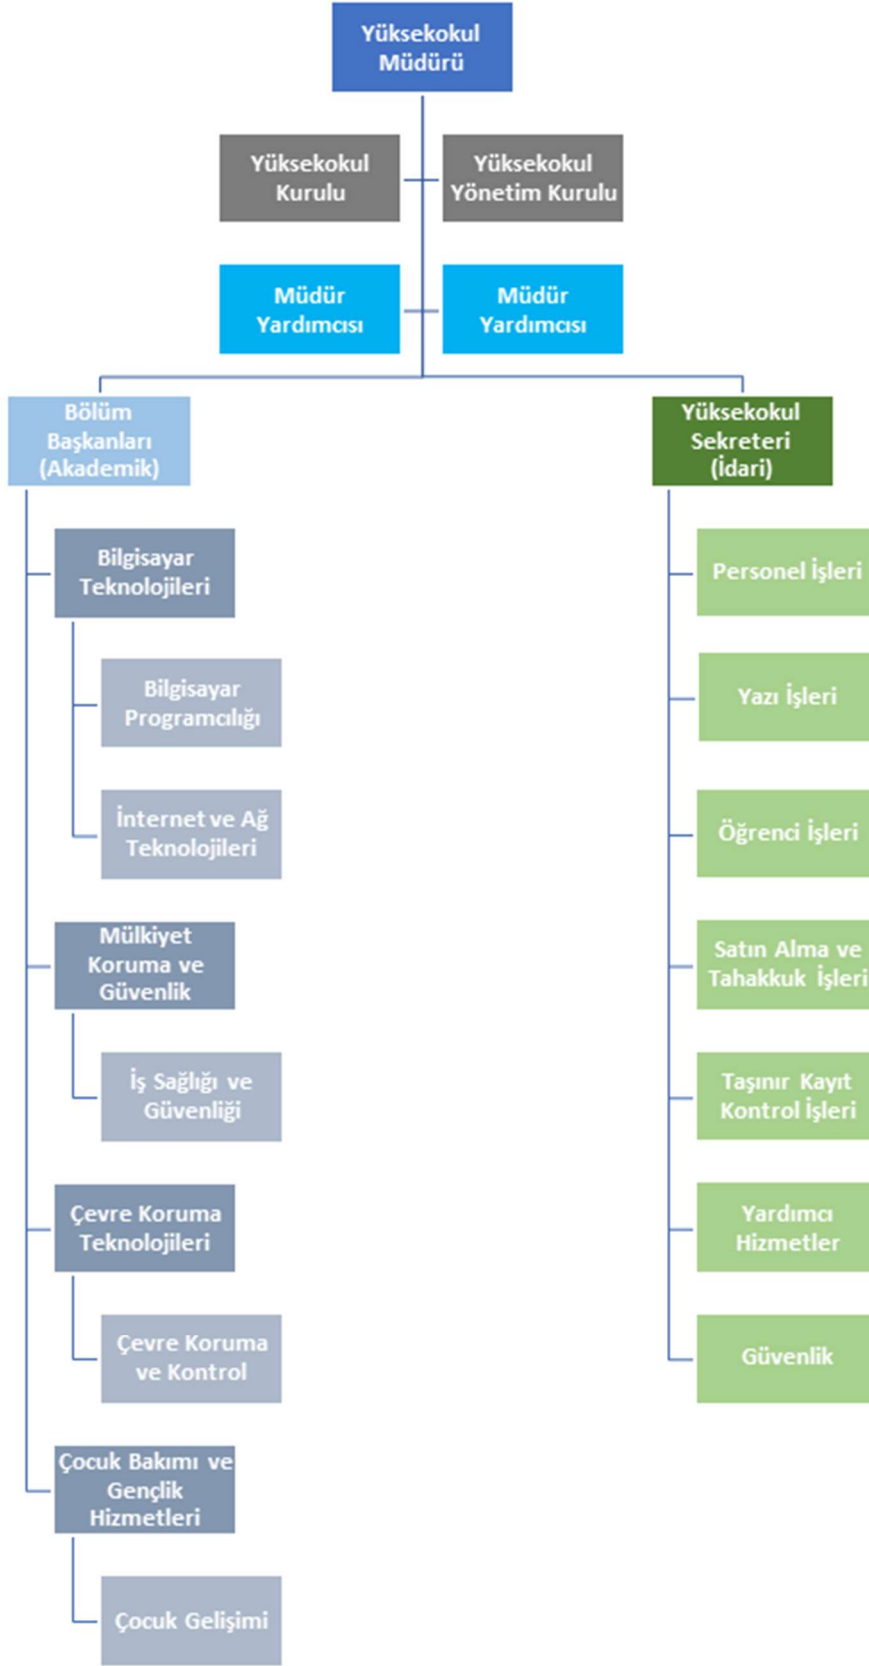 Yüksekokul
Müdürü
Yüksekokul
Kurulu
Yüksekokul
Yönetim Kurulu
Müdür
Yardımcısı
Müdür
Yardımcısı
Bölüm
Başkanları
(Akademik)
Bilgisayar
Teknolojileri
Bilgisayar
Programcılığı
İnternet ve Ağ
Teknolojileri
Mülkiyet
Koruma ve
Güvenlik
İş Sağlığı ve
Güvenliği
Çevre Koruma
Teknolojileri
Çevre Koruma
ve Kontrol
Çocuk Bakımı ve
Gençlik
Hizmetleri
Çocuk Gelişimi
Yüksekokul
Sekreteri
(İdari)
Personel İşleri
Yazı İşleri
Öğrenci İşleri
Satın Alma ve
Tahakkuk İşleri
Taşınır Kayıt
Kontrol İşleri
Yardımcı
Hizmetler
Güvenlik